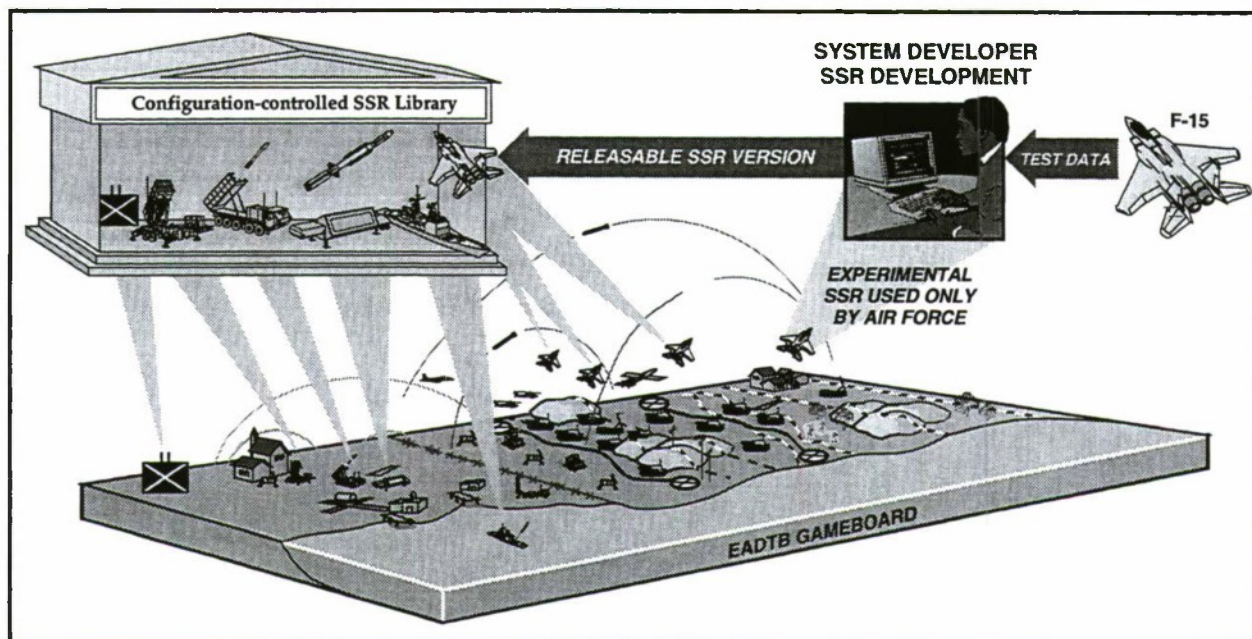 SYSTEM DEVELOPER
SSR DEVELOPMENT
Configuration-controlled SSR Library
F-15
RELEASABLE SSR VERSION
TEST DATA
EXPERIMENTAL
SSR USED ONLY
BY AIR FORCE
EADTB GAMEBOARD